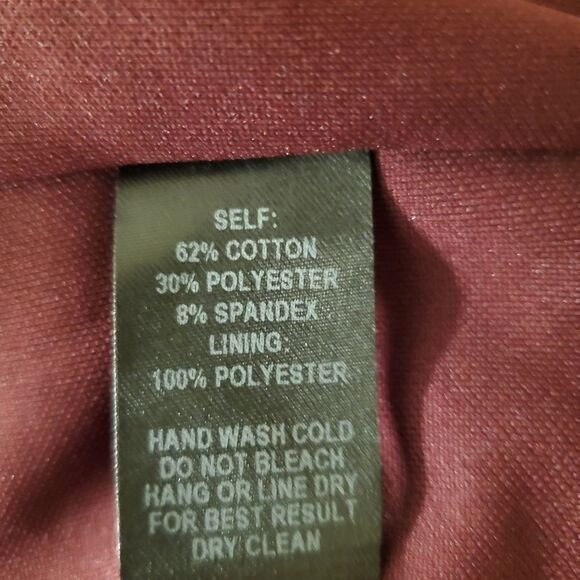 SELF:
62% COTTON
30% POLYESTER
8% SPANDEX
LINING:
100% POLYESTER
HAND WASH COLD
DO NOT BLEACH
HANG OR LINE DRY
FOR BEST RESULT
DRY CLEAN